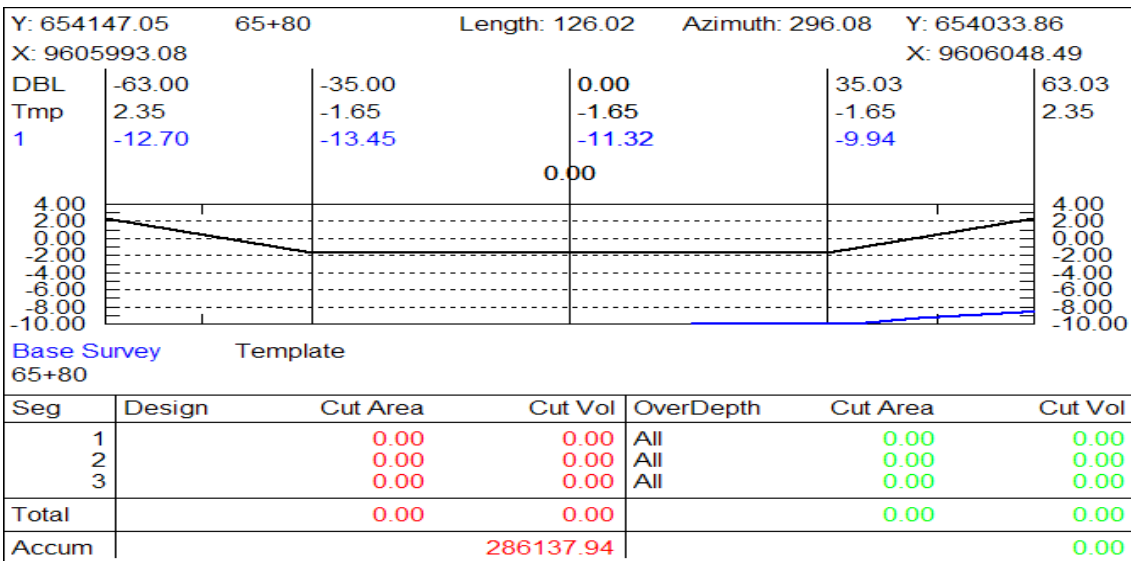 Y: 654147.05 65+80 Length: 126.02 Azimuth: 296.08 Y: 654033.86
X: 9605993.08 X: 9606048.49
DBL -63.00 -35.00 0.00 35.03 63.03
Tmp 2.35 -1.65 -1.65 -1.65 2.35
1 -12.70 -13.45 -11.32 -9.94
0.00
4.00 4.00
2.00 2.00
0.00 0.00
-2.00 -2.00
-4.00 -4.00
-6.00 -6.00
-8.00 -8.00
-10.00 -10.00
Base Survey Template
65+80
Seg Design Cut Area Cut Vol OverDepth Cut Area Cut Vol
1 0.00 0.00 All 0.00 0.00
2 0.00 0.00 All 0.00 0.00
3 0.00 0.00 All 0.00 0.00
Total 0.00 0.00 0.00 0.00
Accum 286137.94 0.00